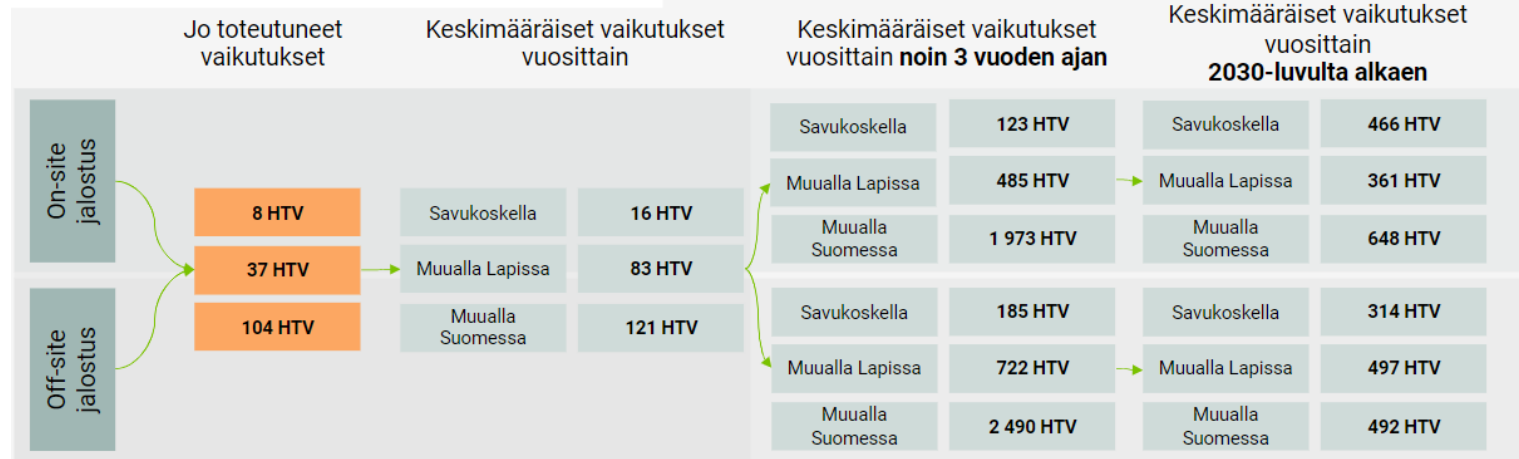 Jo toteutuneet
vaikutukset
Keskimääräiset vaikutukset
vuosittain
Keskimääräiset vaikutukset
vuosittain noin 3 vuoden ajan
Keskimääräiset vaikutukset
vuosittain
2030-luvulta alkaen
On-site
jalostus
8 HTV
37 HTV
104 HTV
Savukoskella
16 HTV
Muualla Lapissa
83 HTV
Muualla
Suomessa
121 HTV
Savukoskella
123 HTV
Muualla Lapissa
485 HTV
Muualla
Suomessa
1 973 HTV
Savukoskella
466 HTV
Muualla Lapissa
361 HTV
Muualla
Suomessa
648 HTV
Off-site
jalostus
Savukoskella
185 HTV
Muualla Lapissa
722 HTV
Muualla
Suomessa
2 490 HTV
Savukoskella
314 HTV
Muualla Lapissa
497 HTV
Muualla
Suomessa
492 HTV